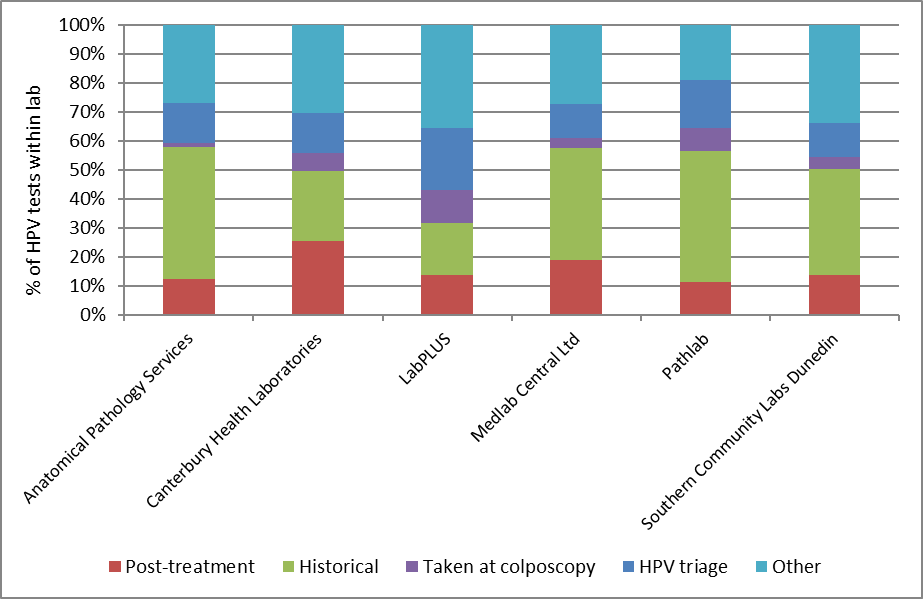 % of HPV tests within lab
100%
90%
80%
70%
60%
50%
40%
30%
20%
10%
0%
Anatomical Pathology Services
Canterbury Health Laboratories
LabPLUS
Medlab Central Ltd
Pathlab
Southern Community Labs Dunedin
Post-treatment Historical Taken at colposcopy HPV triage Other